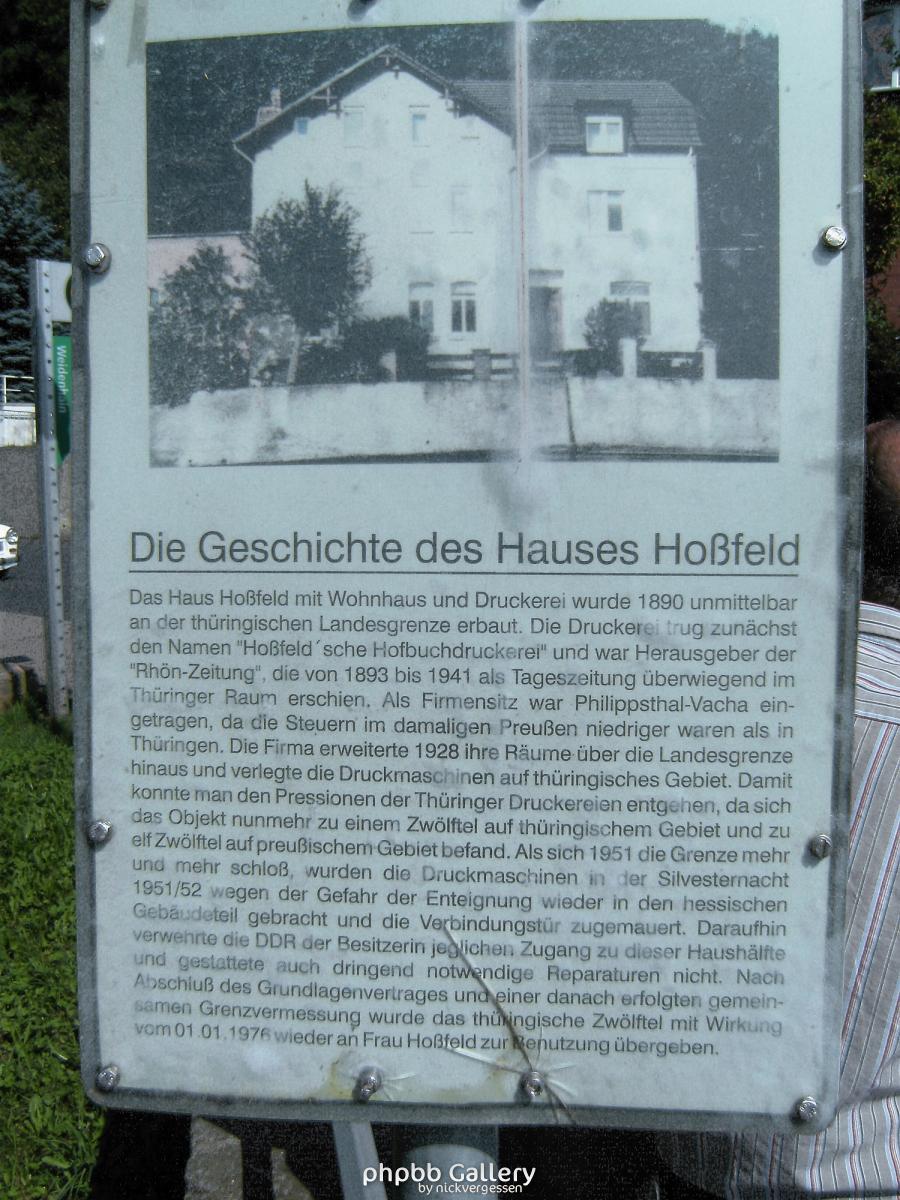 Weidenhain
Die Geschichte des Hauses Hoßfeld
Das Haus Hoßfeld mit Wohnhaus und Druckerei wurde 1890 unmittelbar
an der thüringischen Landesgrenze erbaut. Die Druckerei trug zunächst
den Namen "Hoßfeld´sche Hofbuchdruckerei" und war Herausgeber der
"Rhön-Zeitung", die von 1893 bis 1941 als Tageszeitung überwiegend im
Thüringer Raum erschien. Als Firmensitz war Philippsthal-Vacha ein-
getragen, da die Steuern im damaligen Preußen niedriger waren als in
Thüringen. Die Firma erweiterte 1928 ihre Räume über die Landesgrenze
hinaus und verlegte die Druckmaschinen auf thüringisches Gebiet. Damit
konnte man den Pressionen der Thüringer Druckereien entgehen, da sich
das Objekt nunmehr zu einem Zwölftel auf thüringischem Gebiet und zu
elf Zwölftel auf preußischem Gebiet befand. Als sich 1951 die Grenze mehr
und mehr schloß, wurden die Druckmaschinen in der Silvesternacht
1951/52 wegen der Gefahr der Enteignung wieder in den hessischen
Gebäudeteil gebracht und die Verbindungstür zugemauert. Daraufhin
verwehrte die DDR der Besitzerin jeglichen Zugang zu dieser Haushälfte
und gestattete auch dringend notwendige Reparaturen nicht. Nach
Abschluß des Grundlagenvertrages und einer danach erfolgten gemein-
samen Grenzvermessung wurde das thüringische Zwölftel mit Wirkung
vom 01.01.1976 wieder an Frau Hoßfeld zur Benutzung übergeben.
phpbb Gallery
by nickvergessen